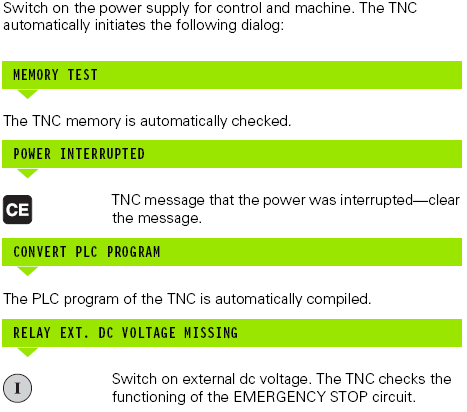 Switch on the power supply for control and machine. The TNC
automatically initiates the following dialog:
MEMORY TEST
The TNC memory is automatically checked.
POWER INTERRUPTED
CE
TNC message that the power was interrupted—clear
the message.
CONVERT PLC PROGRAM
The PLC program of the TNC is automatically compiled.
RELAY EXT. DC VOLTAGE MISSING
I
Switch on external dc voltage. The TNC checks the
functioning of the EMERGENCY STOP circuit.